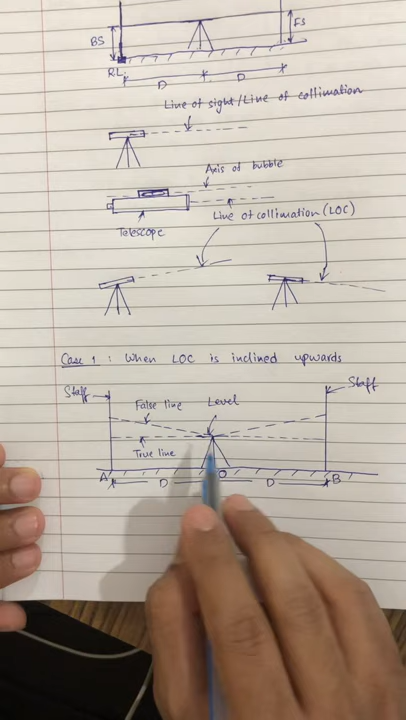 BS
FS
RL
D D
Line of sight/Line of collimation
Axis of bubble
Line of collimation (LOC)
Telescope
Case 1 : When LOC is inclined upwards
Staff
Staff
False line
Level
True line
A D O D B